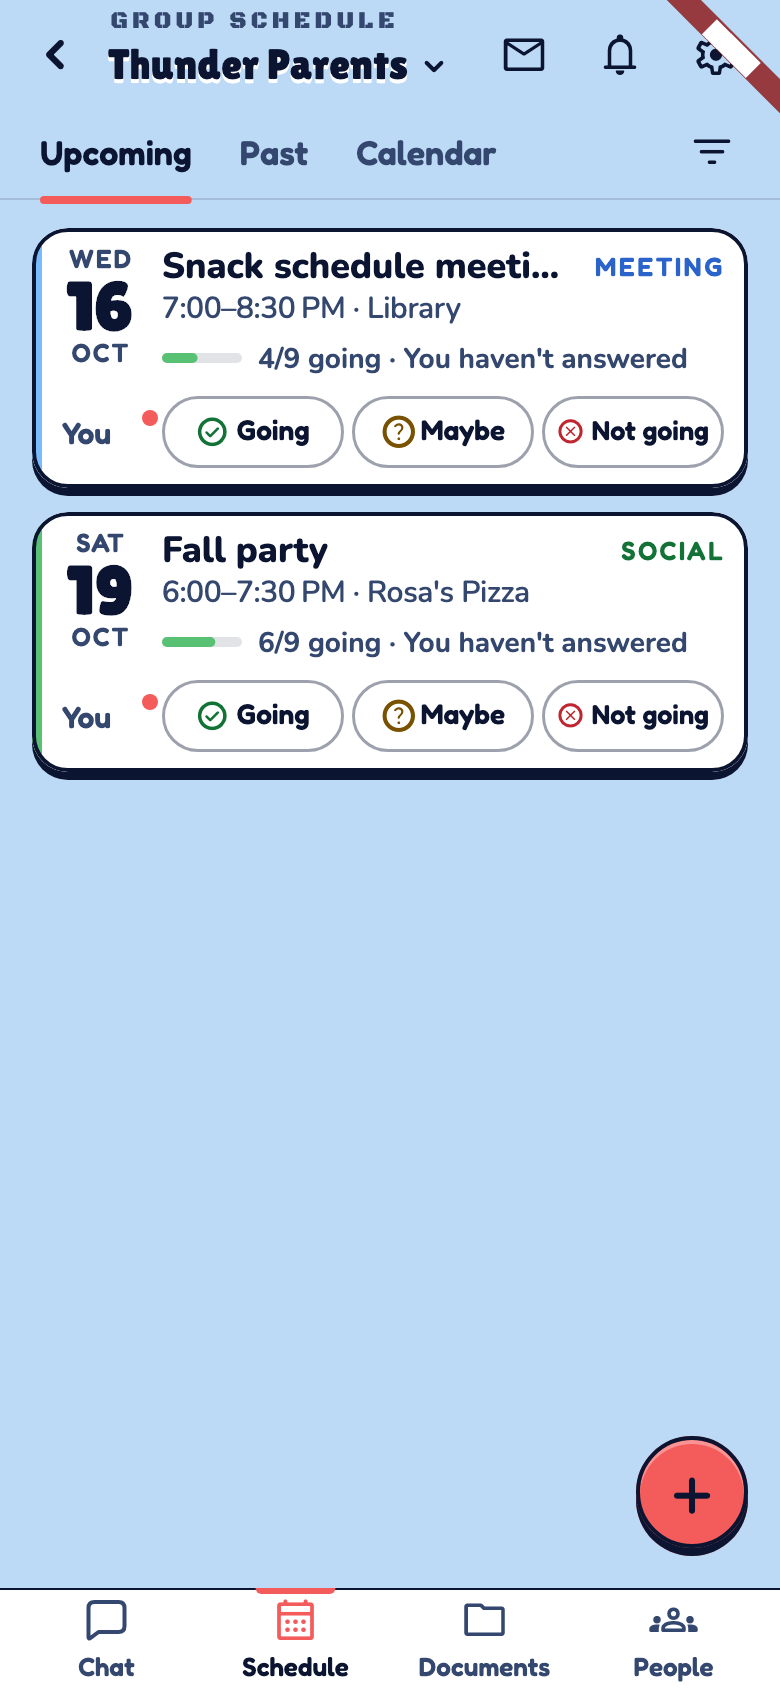 GROUP SCHEDULE
Thunder Parents
Upcoming
Past
Calendar
WED
16
OCT
Snack schedule meeti...
MEETING
7:00–8:30 PM · Library
4/9 going · You haven't answered
You
Going
Maybe
Not going
SAT
19
OCT
Fall party
SOCIAL
6:00–7:30 PM · Rosa's Pizza
6/9 going · You haven't answered
You
Going
Maybe
Not going
Chat
Schedule
Documents
People